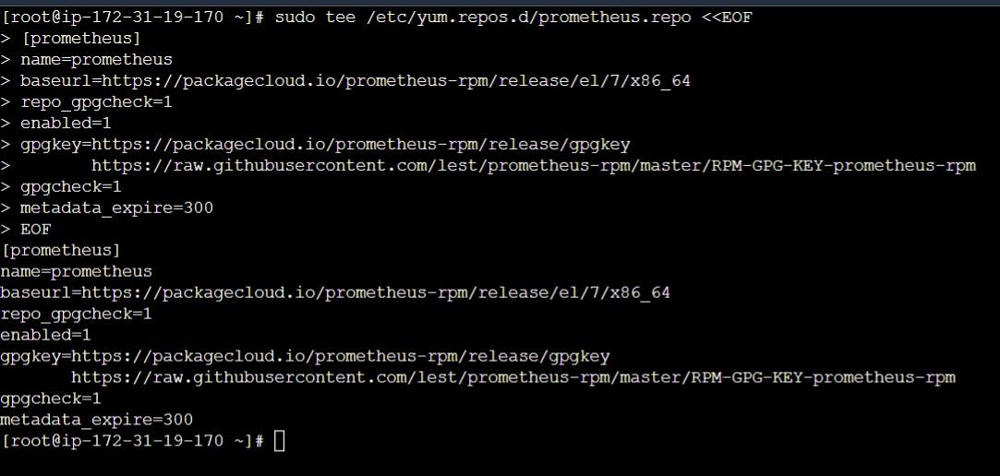 [root@ip-172-31-19-170 ~]# sudo tee /etc/yum.repos.d/prometheus.repo <<EOF
> [prometheus]
> name=prometheus
> baseurl=https://packagecloud.io/prometheus-rpm/release/el/7/x86_64
> repo_gpgcheck=1
> enabled=1
> gpgkey=https://packagecloud.io/prometheus-rpm/release/gpgkey
>        https://raw.githubusercontent.com/lest/prometheus-rpm/master/RPM-GPG-KEY-prometheus-rpm
> gpgcheck=1
> metadata_expire=300
> EOF
[prometheus]
name=prometheus
baseurl=https://packagecloud.io/prometheus-rpm/release/el/7/x86_64
repo_gpgcheck=1
enabled=1
gpgkey=https://packagecloud.io/prometheus-rpm/release/gpgkey
       https://raw.githubusercontent.com/lest/prometheus-rpm/master/RPM-GPG-KEY-prometheus-rpm
gpgcheck=1
metadata_expire=300
[root@ip-172-31-19-170 ~]#